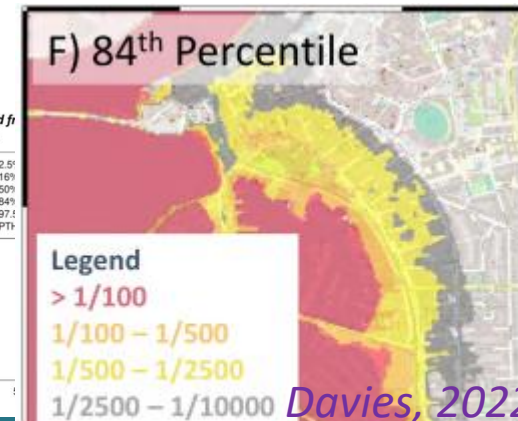 F) 84th Percentile
Legend
> 1/100
1/100 – 1/500
1/500 – 1/2500
1/2500 – 1/10000
Davies, 2022